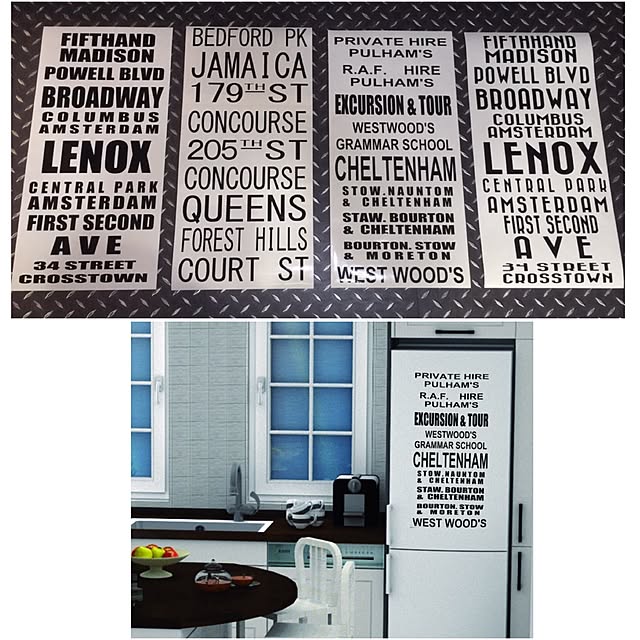 FIFTHAND
MADISON
POWELL BLVD
BROADWAY
COLUMBUS
AMSTERDAM
LENOX
CENTRAL PARK
AMSTERDAM
FIRST SECOND
AVE
34 STREET
CROSSTOWN
BEDFORD PK
JAMAICA
179TH ST
CONCOURSE
205TH ST
CONCOURSE
QUEENS
FOREST HILLS
COURT ST
PRIVATE HIRE
PULHAM'S
R.A.F. HIRE
PULHAM'S
EXCURSION & TOUR
WESTWOOD'S
GRAMMAR SCHOOL
CHELTENHAM
STOW.NAUNTOM
& CHELTENHAM
STAW. BOURTON
& CHELTENHAM
BOURTON. STOW
& MORETON
WEST WOOD'S
FIFTHHAND
MADISON
POWELL BLVD
BROADWAY
COLUMBUS
AMSTERDAM
LENOX
CENTRAL PARK
AMSTERDAM
FIRST SECOND
AVE
34 STREET
CROSSTOWN
PRIVATE HIRE
PULHAM'S
R.A.F. HIRE
PULHAM'S
EXCURSION & TOUR
WESTWOOD'S
GRAMMAR SCHOOL
CHELTENHAM
STOW.NAUNTOM
& CHELTENHAM
STAW. BOURTON
& CHELTENHAM
BOURTON. STOW
& MORETON
WEST WOOD'S